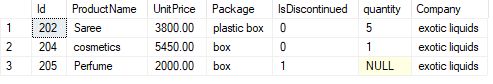 Id ProductName UnitPrice Package IsDiscontinued quantity Company
1 202 Saree 3800.00 plastic box 0 5 exotic liquids
2 204 cosmetics 5450.00 box 0 1 exotic liquids
3 205 Perfume 2000.00 box 1 NULL exotic liquids